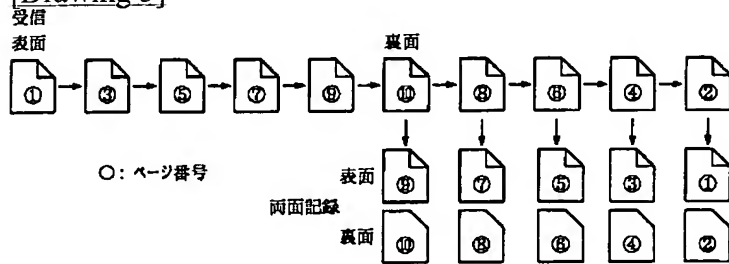 [Drawing
受信
表面 裏面
① ③ ⑤ ⑦ ⑨ ⑩ ⑧ ⑥ ④ ②
○: ページ番号
表面 ⑨ ⑦ ⑤ ③ ①
両面記録
裏面 ⑩ ⑧ ⑥ ④ ②